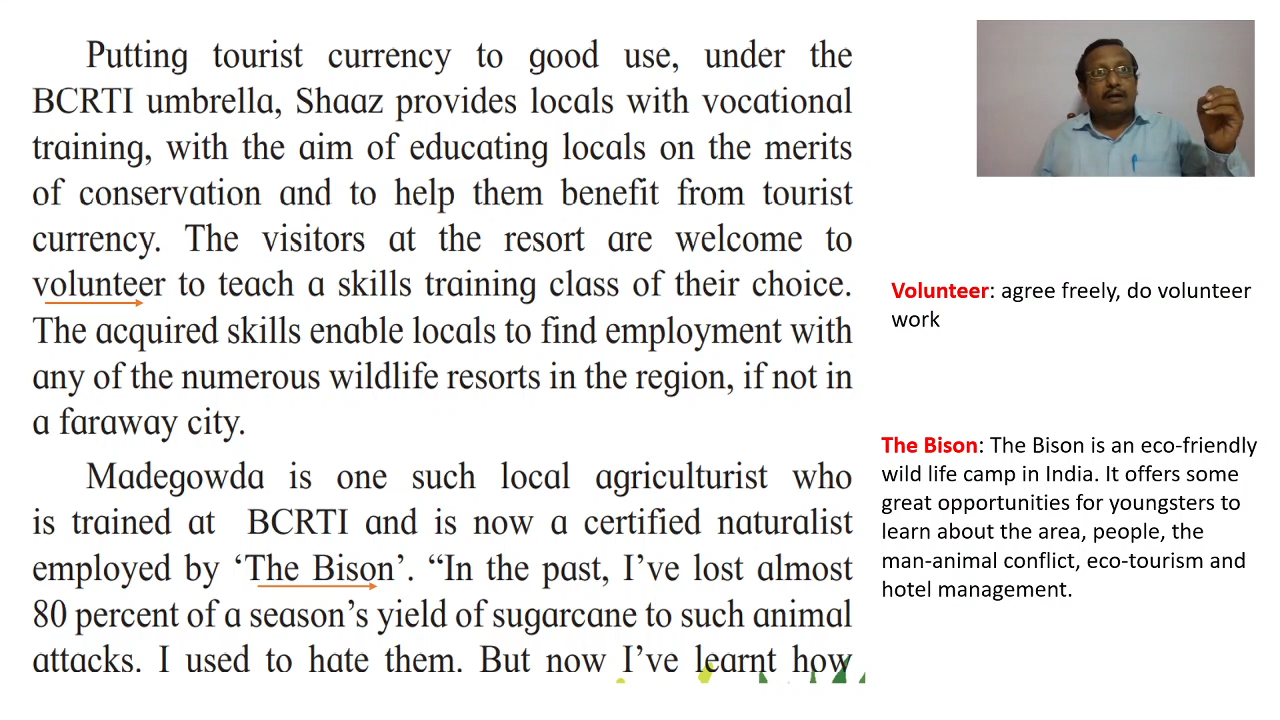 Putting tourist currency to good use, under the
BCRTI umbrella, Shaaz provides locals with vocational
training, with the aim of educating locals on the merits
of conservation and to help them benefit from tourist
currency. The visitors at the resort are welcome to
volunteer to teach a skills training class of their choice.
The acquired skills enable locals to find employment with
any of the numerous wildlife resorts in the region, if not in
a faraway city.
Madegowda is one such local agriculturist who
is trained at BCRTI and is now a certified naturalist
employed by ‘The Bison’. “In the past, I’ve lost almost
80 percent of a season’s yield of sugarcane to such animal
attacks. I used to hate them. But now I’ve learnt how
Volunteer: agree freely, do volunteer
work
The Bison: The Bison is an eco-friendly
wild life camp in India. It offers some
great opportunities for youngsters to
learn about the area, people, the
man-animal conflict, eco-tourism and
hotel management.